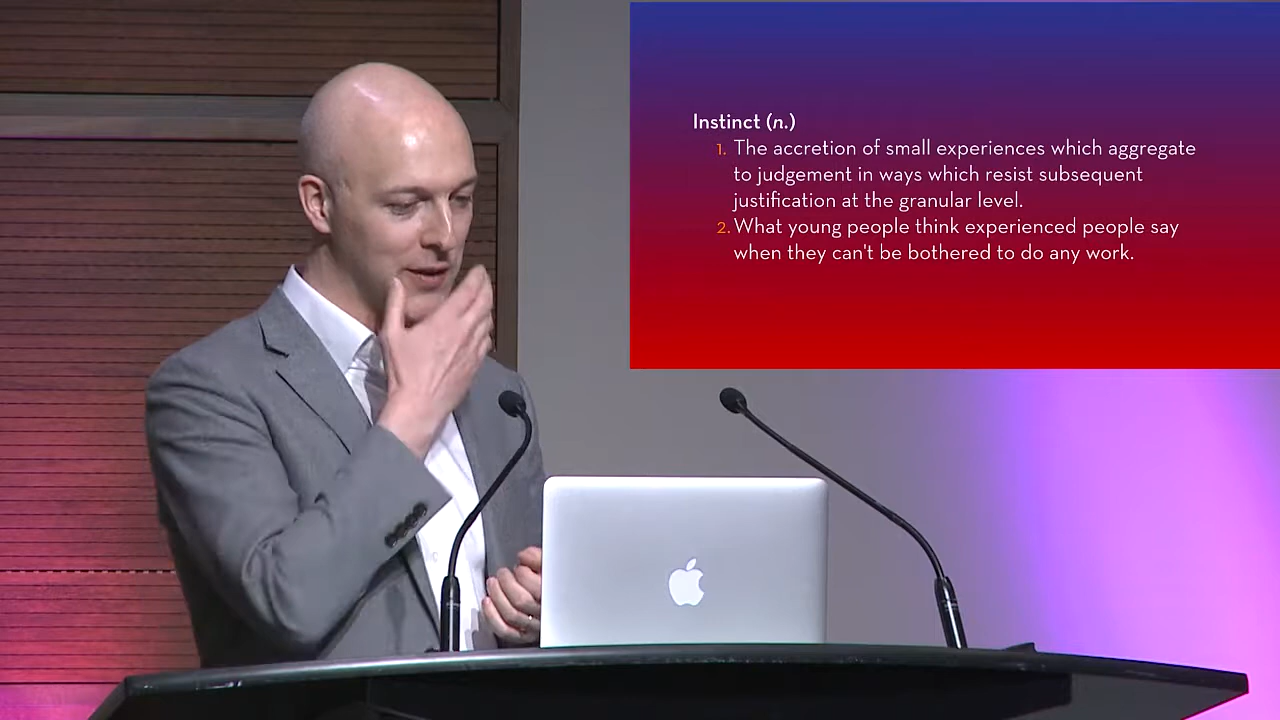 Instinct (n.)
1. The accretion of small experiences which aggregate
to judgement in ways which resist subsequent
justification at the granular level.
2. What young people think experienced people say
when they can't be bothered to do any work.